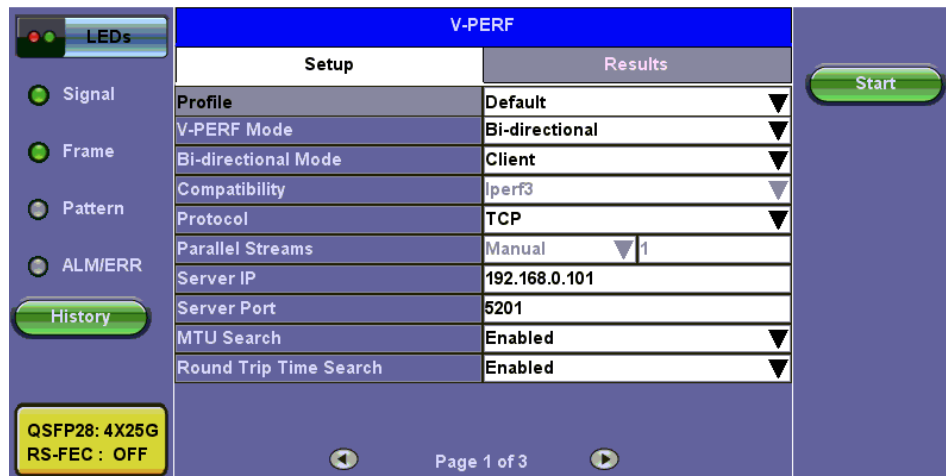 LEDs
V-PERF
Setup Results
Start
Signal
Frame
Pattern
ALM/ERR
History
Profile Default
V-PERF Mode Bi-directional
Bi-directional Mode Client
Compatibility Iperf3
Protocol TCP
Parallel Streams Manual 1
Server IP 192.168.0.101
Server Port 5201
MTU Search Enabled
Round Trip Time Search Enabled
QSFP28: 4X25G
RS-FEC : OFF
Page 1 of 3